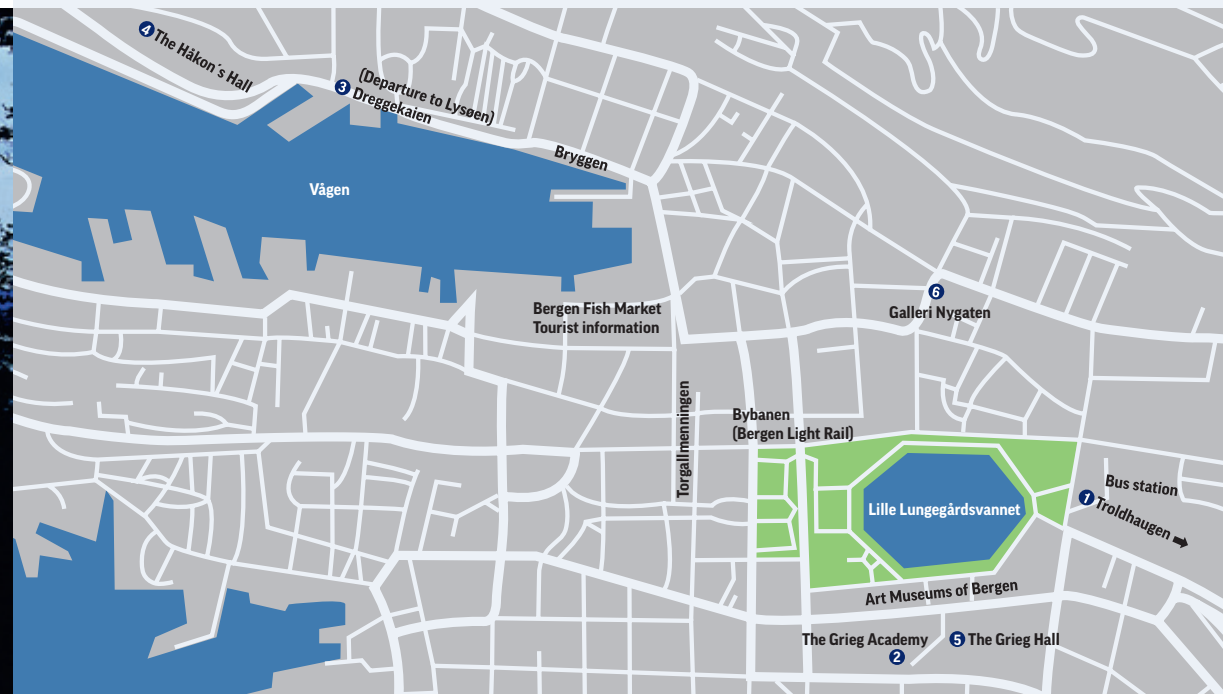 4 The Håkon´s Hall
3 (Departure to Lysøen)
Dreggekaien
Bryggen
Vågen
6
Galleri Nygaten
Bergen Fish Market
Tourist information
Torgallmenningen
Bybanen
(Bergen Light Rail)
Bus station
1 Troldhaugen
Lille Lungegårdsvannet
Art Museums of Bergen
The Grieg Academy
2
5 The Grieg Hall